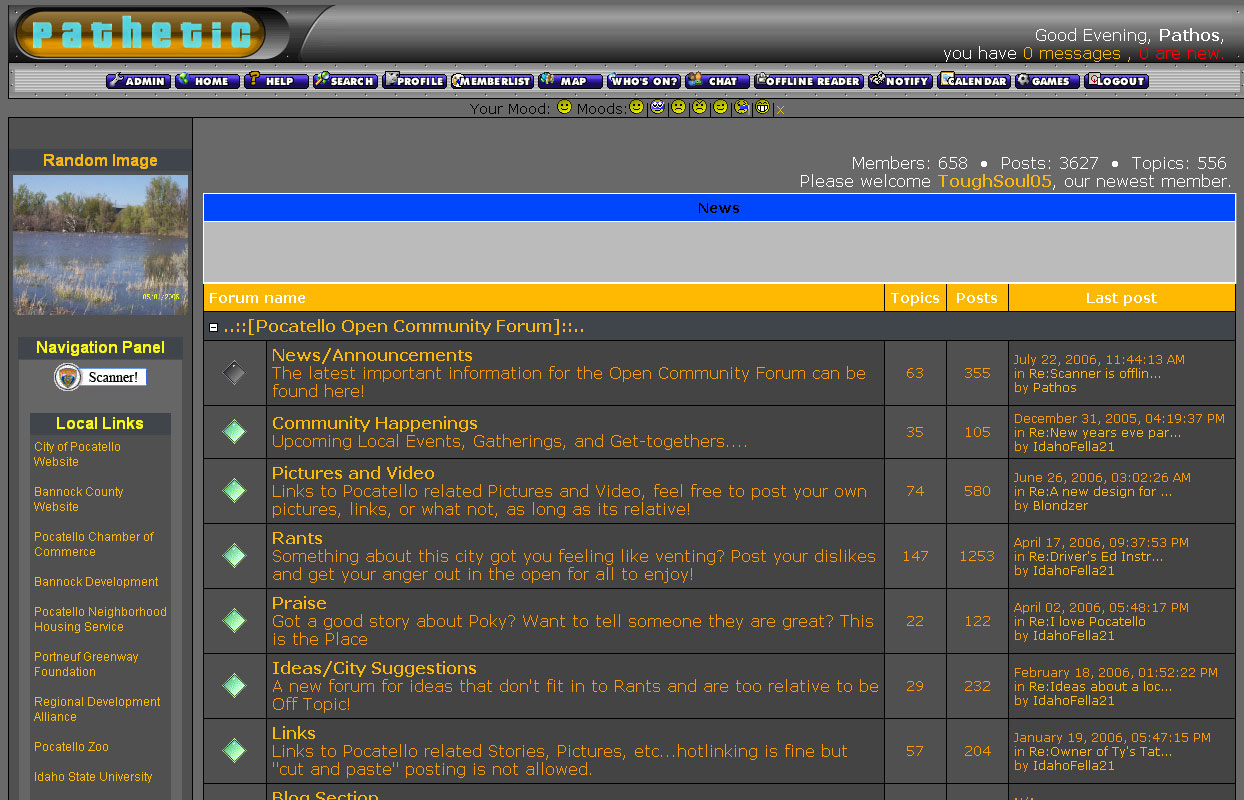 Pathetic
Good Evening, Pathos,
you have 0 messages , 0 are new.
ADMIN HOME HELP SEARCH PROFILE MEMBERLIST MAP WHO'S ON? CHAT OFFLINE READER NOTIFY CALENDAR GAMES LOGOUT
Your Mood: Moods: | | | | | | | x
Random Image
05/01/2006
Navigation Panel
Scanner!
Local Links
City of Pocatello
Website
Bannock County
Website
Pocatello Chamber of
Commerce
Bannock Development
Pocatello Neighborhood
Housing Service
Portneuf Greenway
Foundation
Regional Development
Alliance
Pocatello Zoo
Idaho State University
Members: 658 • Posts: 3627 • Topics: 556
Please welcome ToughSoul05, our newest member.
News
Forum name Topics Posts Last post
..::[Pocatello Open Community Forum]::..
News/Announcements
The latest important information for the Open Community Forum can be
found here!
63 355
July 22, 2006, 11:44:13 AM
in Re:Scanner is offlin...
by Pathos
Community Happenings
Upcoming Local Events, Gatherings, and Get-togethers....
35 105
December 31, 2005, 04:19:37 PM
in Re:New years eve par...
by IdahoFella21
Pictures and Video
Links to Pocatello related Pictures and Video, feel free to post your own
pictures, links, or what not, as long as its relative!
74 580
June 26, 2006, 03:02:26 AM
in Re:A new design for ...
by Blondzer
Rants
Something about this city got you feeling like venting? Post your dislikes
and get your anger out in the open for all to enjoy!
147 1253
April 17, 2006, 09:37:53 PM
in Re:Driver's Ed Instr...
by IdahoFella21
Praise
Got a good story about Poky? Want to tell someone they are great? This
is the Place
22 122
April 02, 2006, 05:48:17 PM
in Re:I love Pocatello
by IdahoFella21
Ideas/City Suggestions
A new forum for ideas that don't fit in to Rants and are too relative to be
Off Topic!
29 232
February 18, 2006, 01:52:22 PM
in Re:Ideas about a loc...
by IdahoFella21
Links
Links to Pocatello related Stories, Pictures, etc...hotlinking is fine but
"cut and paste" posting is not allowed.
57 204
January 19, 2006, 05:47:15 PM
in Re:Owner of Ty's Tat...
by IdahoFella21
Blog Section